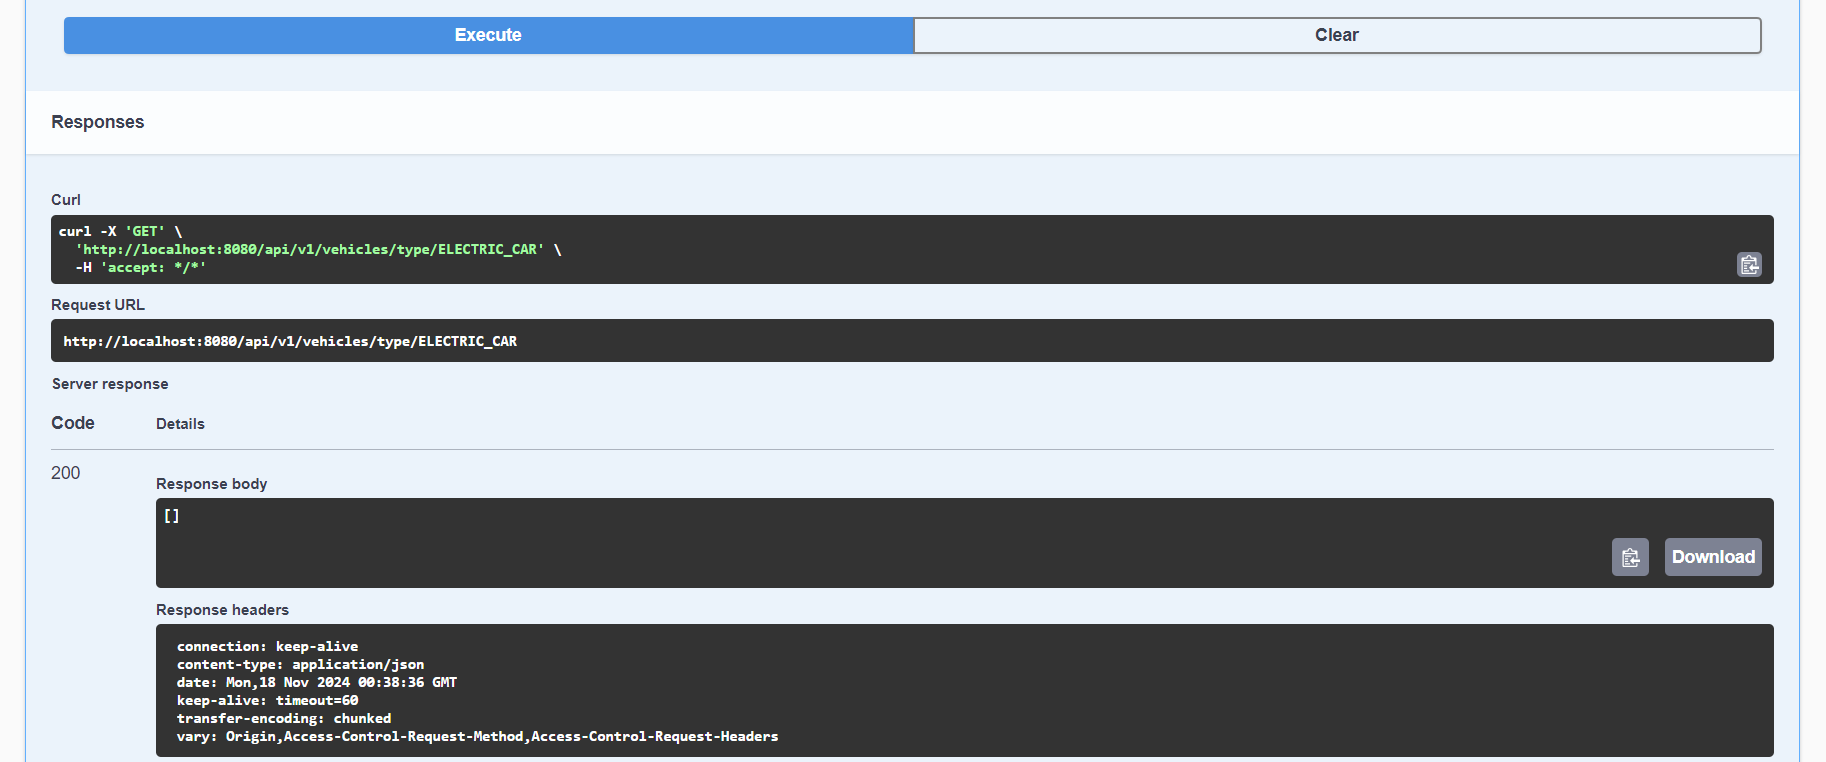 Execute
Clear
Responses
Curl
curl -X 'GET' \
'http://localhost:8080/api/v1/vehicles/type/ELECTRIC_CAR' \
-H 'accept: */*'
Request URL
http://localhost:8080/api/v1/vehicles/type/ELECTRIC_CAR
Server response
Code Details
200
Response body
[]
Download
Response headers
connection: keep-alive
content-type: application/json
date: Mon,18 Nov 2024 00:38:36 GMT
keep-alive: timeout=60
transfer-encoding: chunked
vary: Origin,Access-Control-Request-Method,Access-Control-Request-Headers